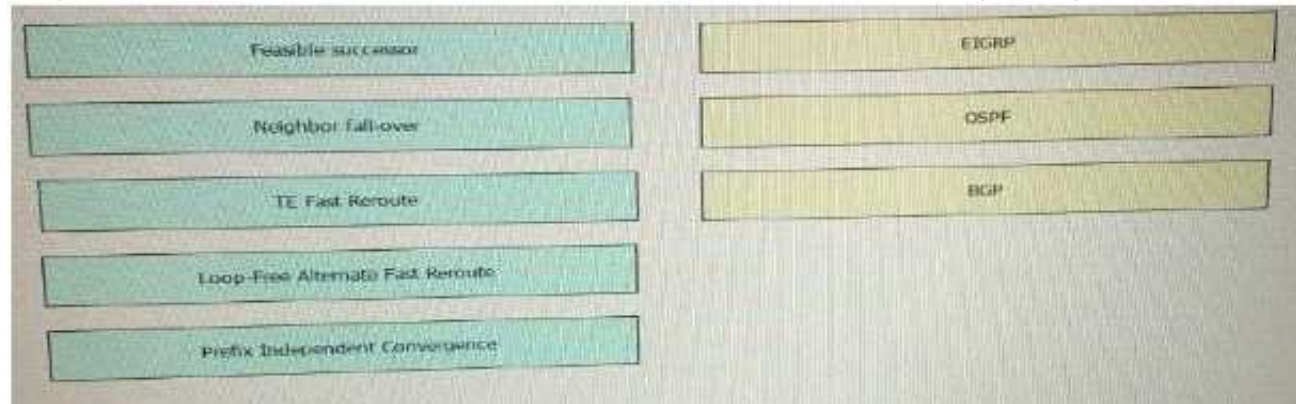 Feasible successor
EIGRP
Neighbor fall-over
OSPF
TE Fast Reroute
BGP
Loop-Free Alternate Fast Reroute
Prefix Independent Convergence